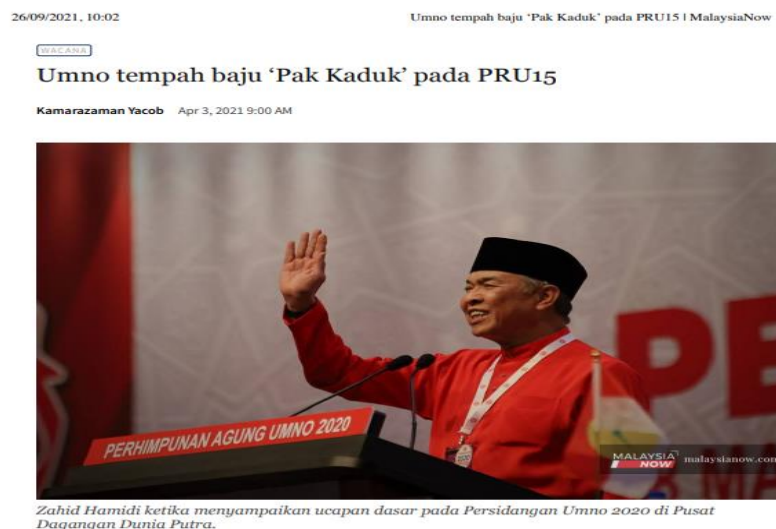 26/09/2021, 10:02
Umno tempah baju ‘Pak Kaduk’ pada PRU15 | MalaysiaNow
WACANA
Umno tempah baju ‘Pak Kaduk’ pada PRU15
Kamarazaman Yacob Apr 3, 2021 9:00 AM
PE
PERHIMPUNAN AGUNG UMNO 2020
MALAYSIA
NOW
malaysianow.com
Zahid Hamidi ketika menyampaikan ucapan dasar pada Persidangan Umno 2020 di Pusat
Dagangan Dunia Putra.